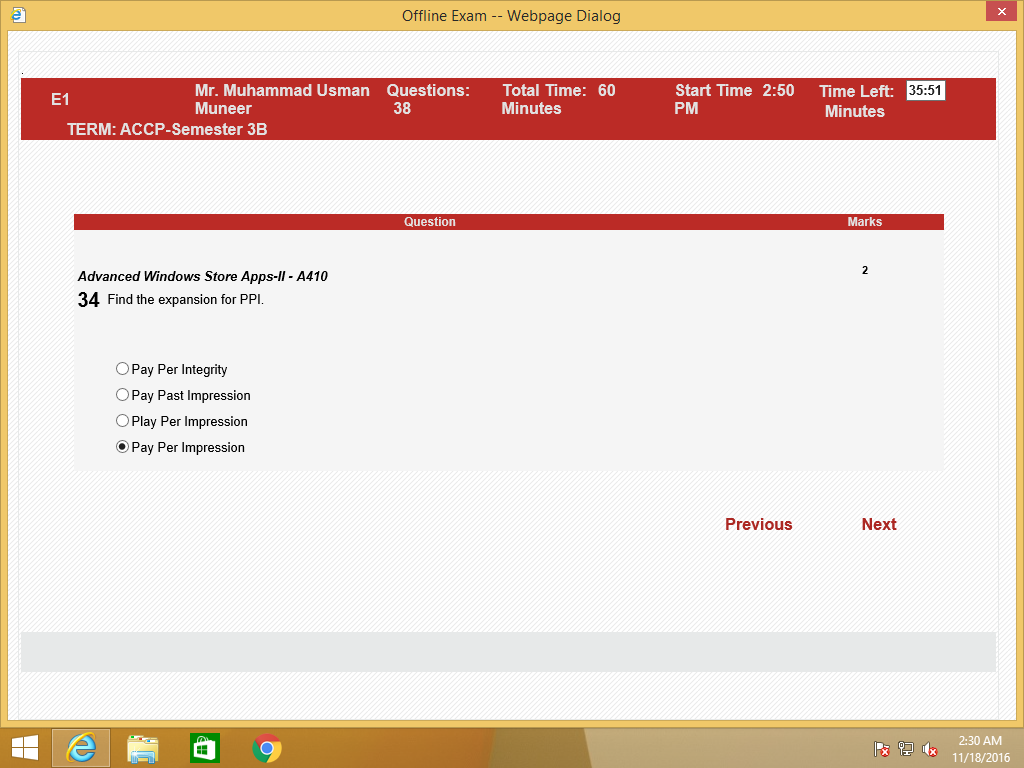 Offline Exam -- Webpage Dialog
.
E1
Mr. Muhammad Usman
Muneer
Questions:
38
Total Time: 60
Minutes
Start Time 2:50
PM
Time Left: 35:51
Minutes
TERM: ACCP-Semester 3B
Question Marks
Advanced Windows Store Apps-II - A410
2
34 Find the expansion for PPI.
Pay Per Integrity
Pay Past Impression
Play Per Impression
Pay Per Impression
Previous Next
2:30 AM
11/18/2016